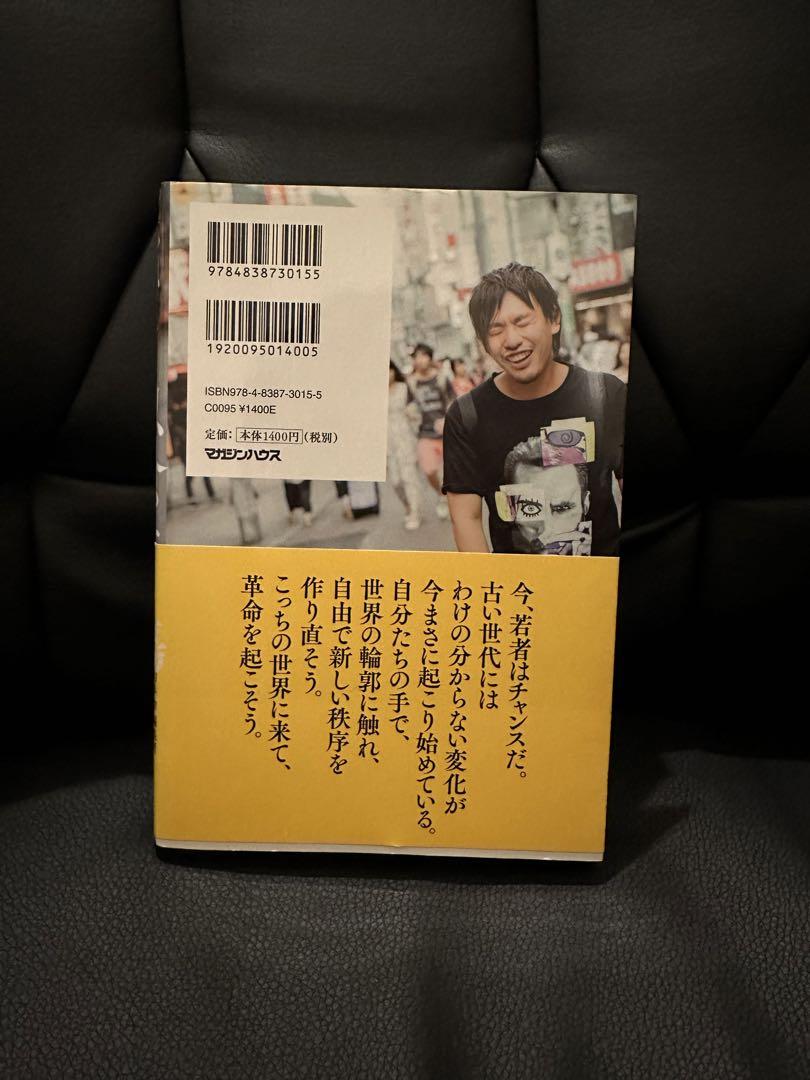 9784838730155
1920095014005
ISBN978-4-8387-3015-5
C0095 ¥1400E
定価：本体1400円（税別）
マガジンハウス
今、若者はチャンスだ。
古い世代には
わけの分からない変化が
今まさに起こり始めている。
自分たちの手で、
世界の輪郭に触れ、
自由で新しい秩序を
作り直そう。
こっちの世界に来て、
革命を起こそう。